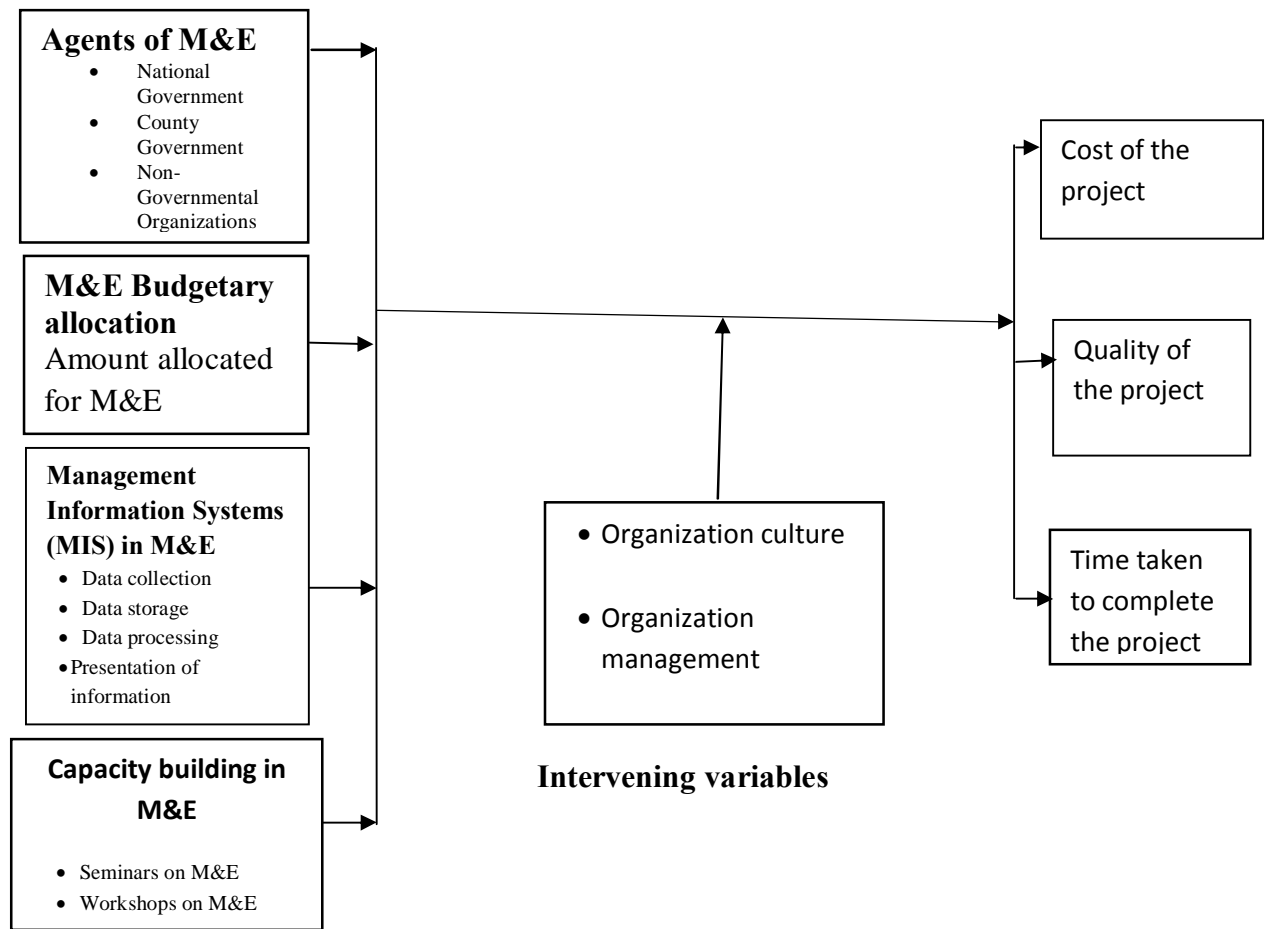 Agents of M&E
• National
Government
• County
Government
• Non-
Governmental
Organizations
M&E Budgetary
allocation
Amount allocated
for M&E
Management
Information Systems
(MIS) in M&E
• Data collection
• Data storage
• Data processing
• Presentation of
information
Capacity building in
M&E
• Seminars on M&E
• Workshops on M&E
• Organization culture
• Organization
management
Intervening variables
Cost of the
project
Quality of
the project
Time taken
to complete
the project